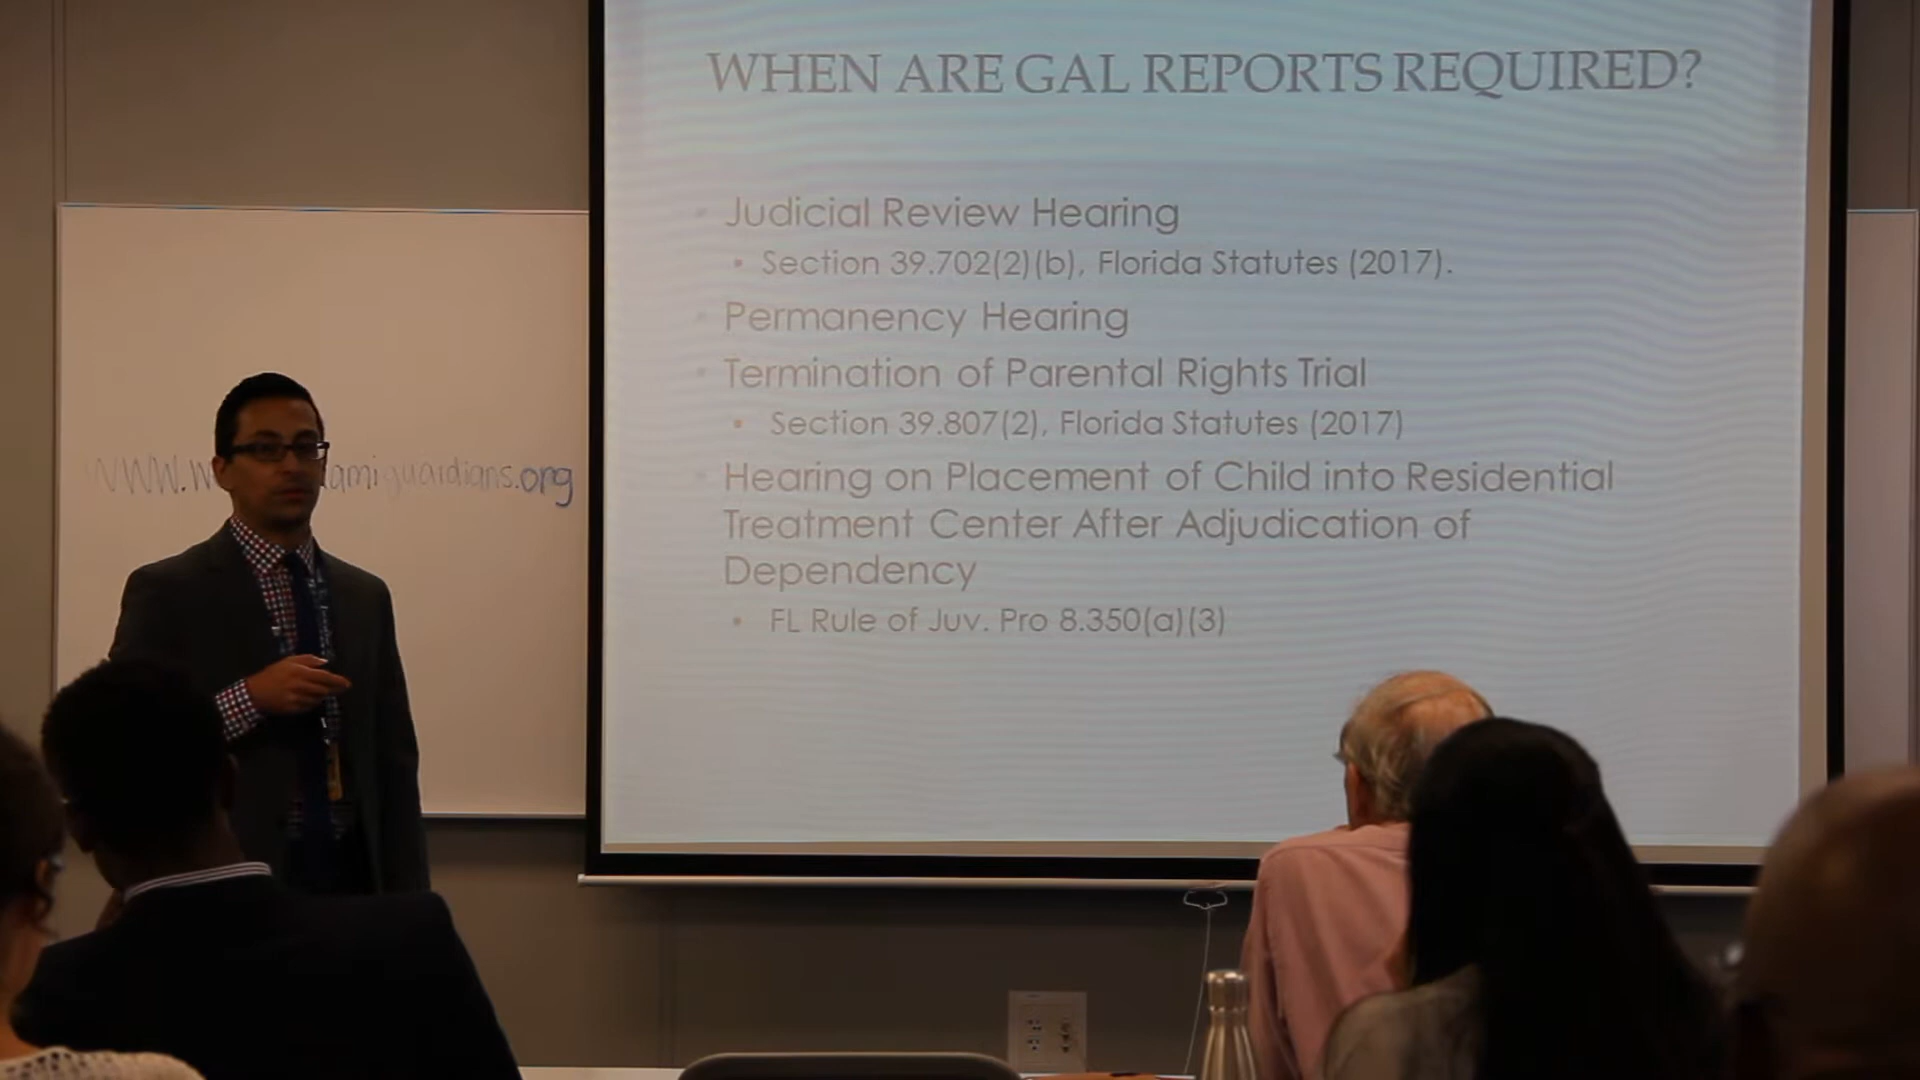 WHEN ARE GAL REPORTS REQUIRED?
Judicial Review Hearing
Section 39.702(2)(b), Florida Statutes (2017).
Permanency Hearing
Termination of Parental Rights Trial
Section 39.807(2), Florida Statutes (2017)
Hearing on Placement of Child into Residential
Treatment Center After Adjudication of
Dependency
FL Rule of Juv. Pro 8.350(a)(3)